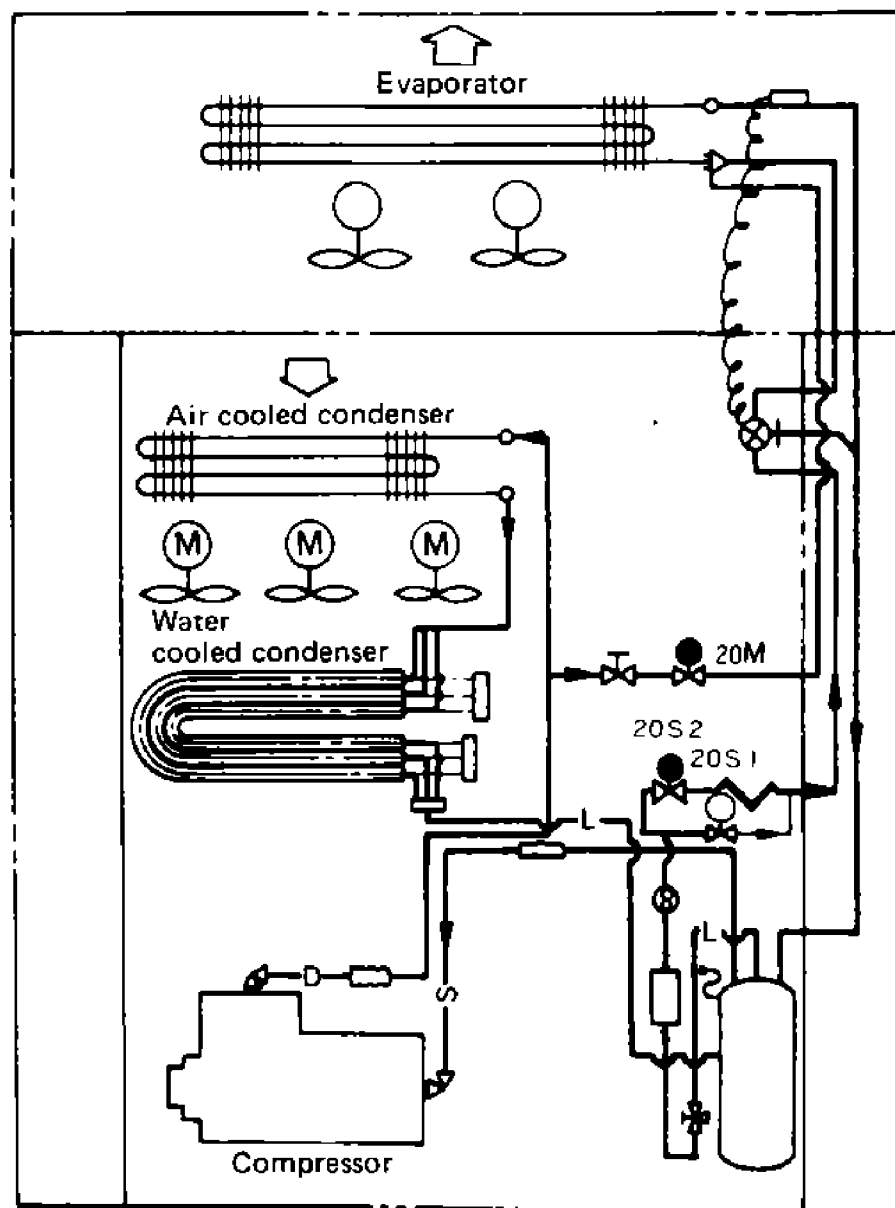 Evaporator
Air cooled condenser
M
M
M
Water
cooled condenser
20M
20S2
20S1
L
L
S
Compressor